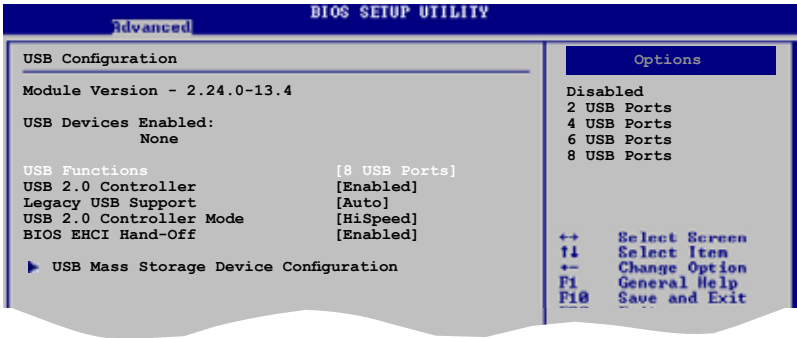 BIOS SETUP UTILITY
Advanced
USB Configuration
Module Version - 2.24.0-13.4
USB Devices Enabled:
None
USB Functions [8 USB Ports]
USB 2.0 Controller [Enabled]
Legacy USB Support [Auto]
USB 2.0 Controller Mode [HiSpeed]
BIOS EHCI Hand-Off [Enabled]
USB Mass Storage Device Configuration
Options
Disabled
2 USB Ports
4 USB Ports
6 USB Ports
8 USB Ports
↔ Select Screen
↑↓ Select Item
+- Change Option
F1 General Help
F10 Save and Exit